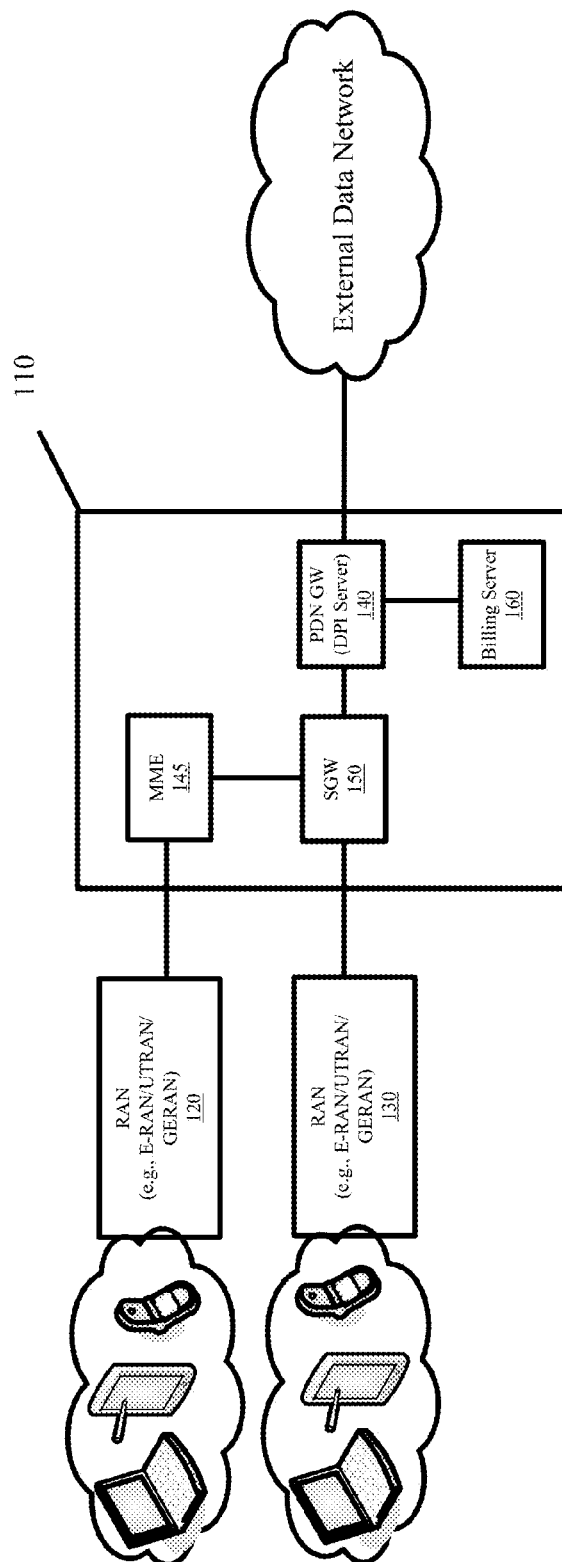 110
RAN
(e.g., E-RAN/UTRAN/
GERAN)
120
MME
145
RAN
(e.g., E-RAN/UTRAN/
GERAN)
130
SGW
150
PDN GW
(DPI Server)
140
Billing Server
160
External Data Network